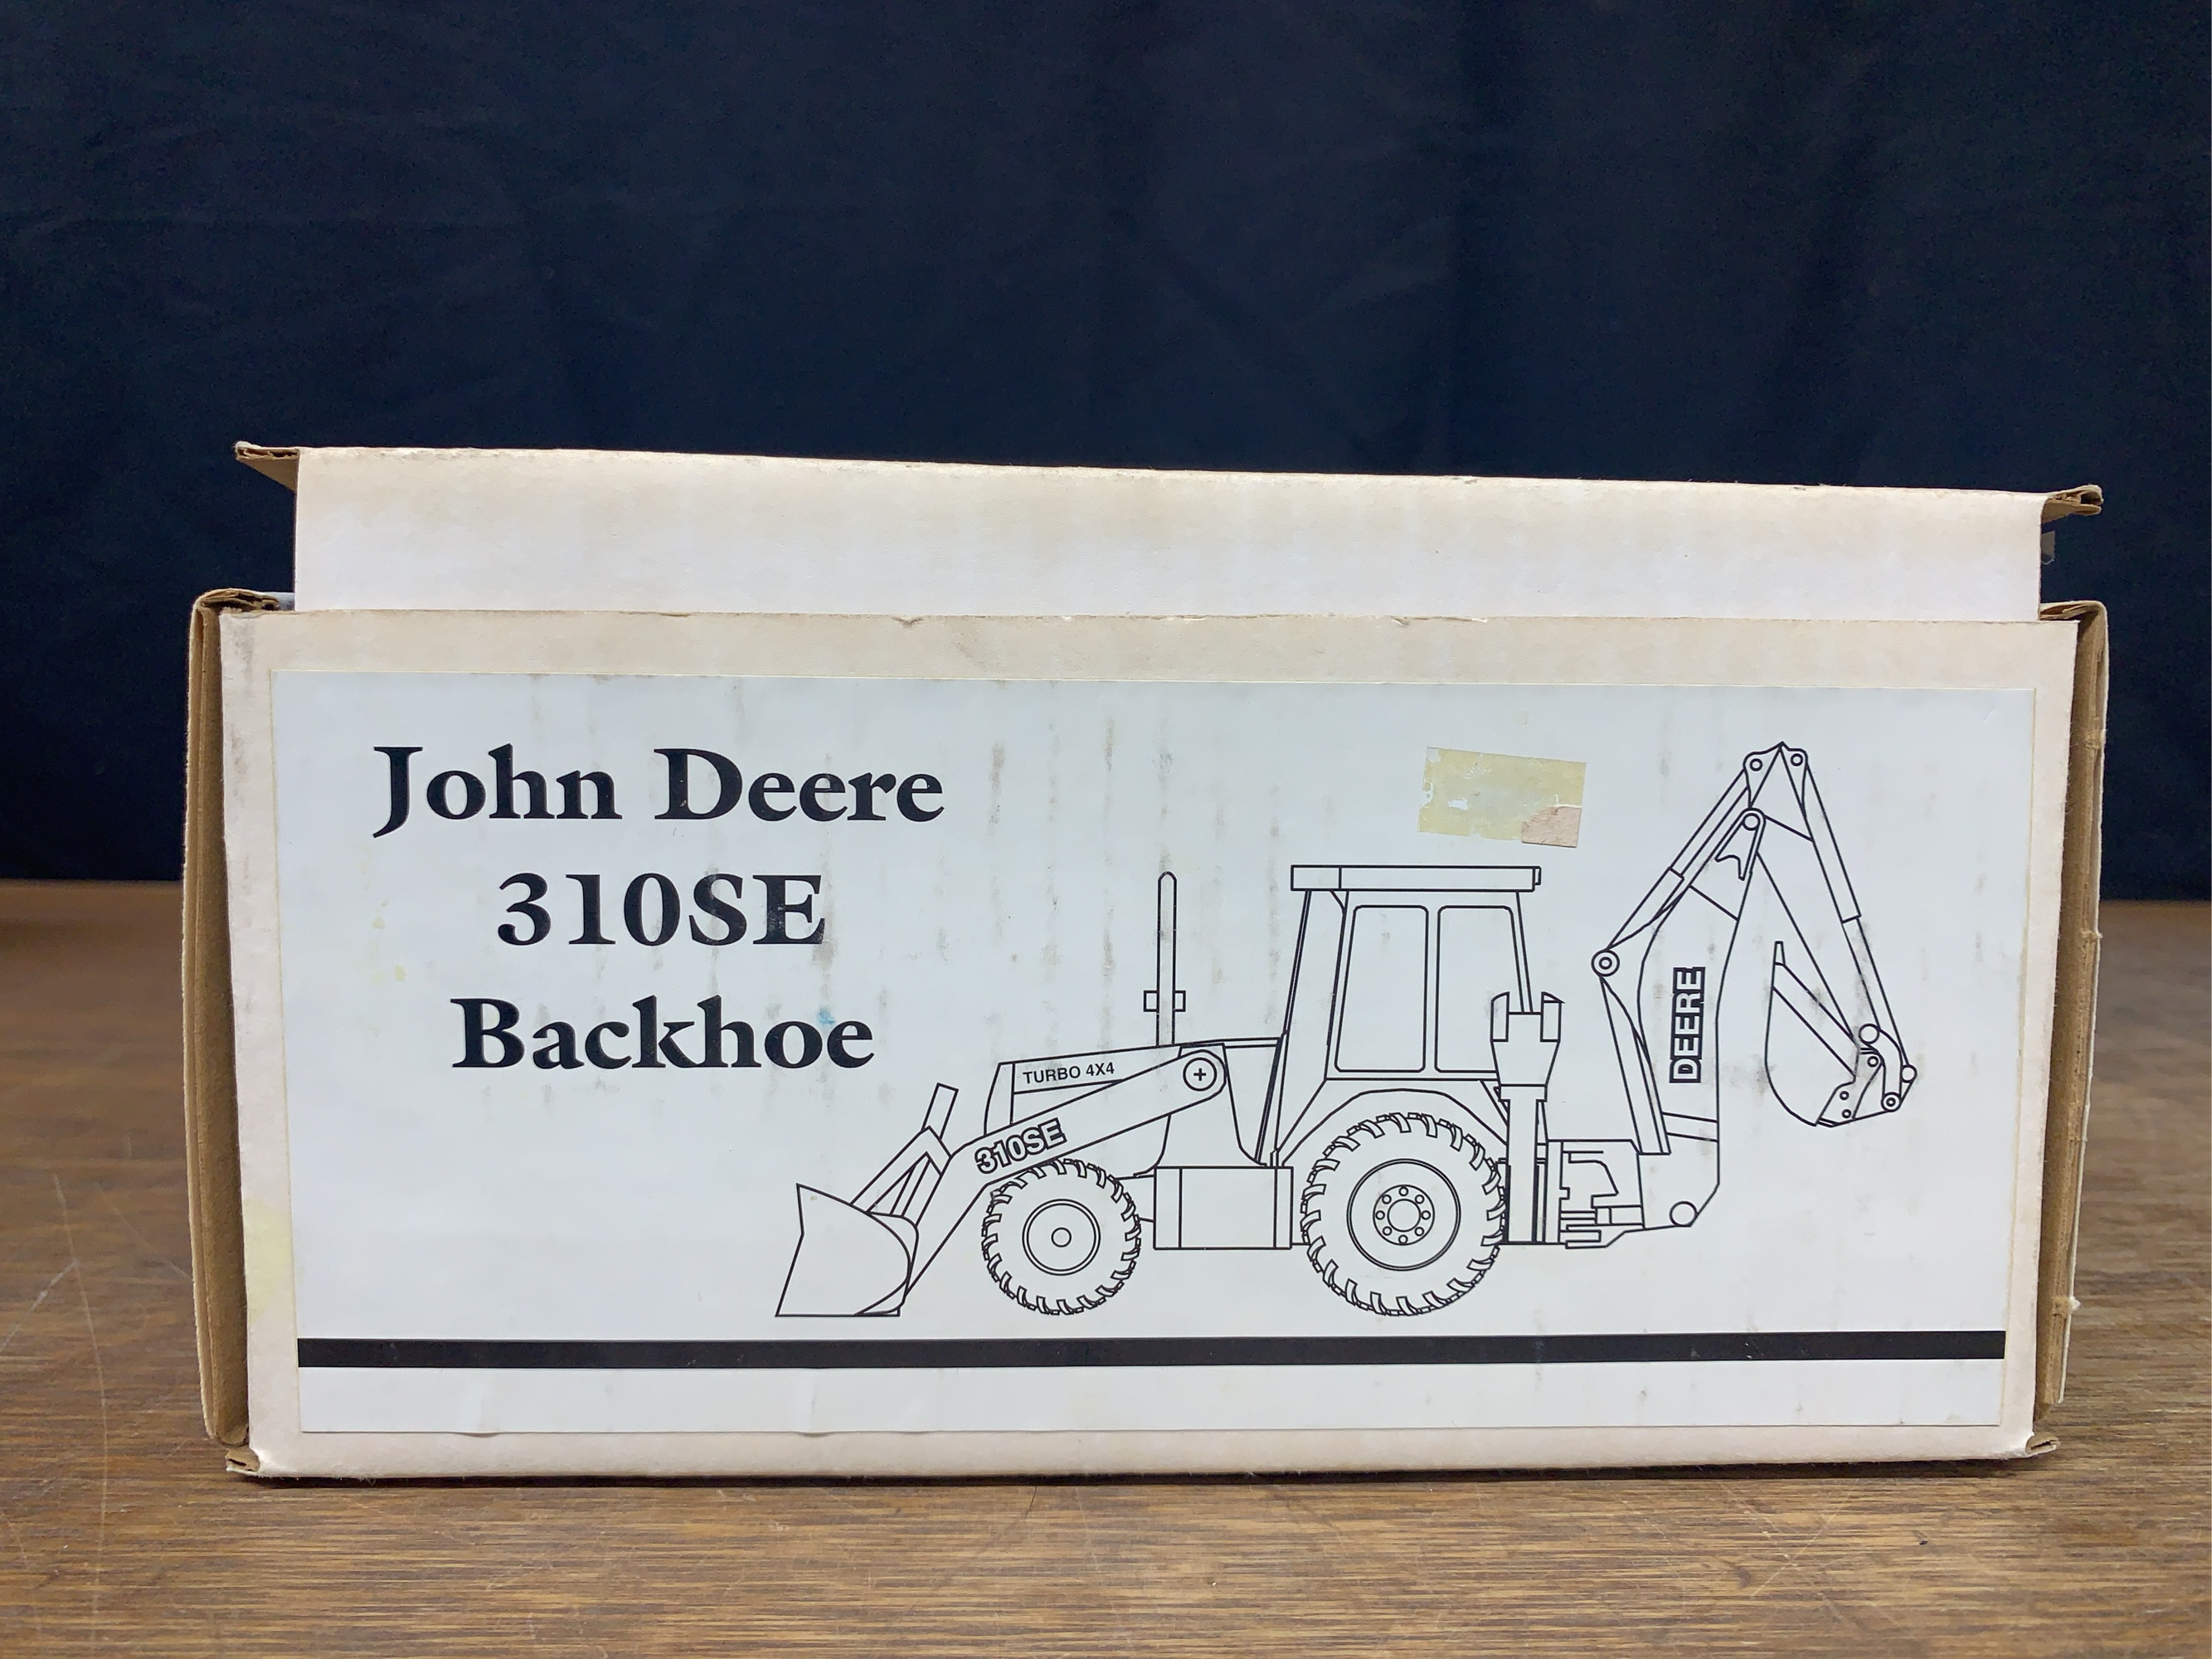 John Deere
310SE
Backhoe
TURBO 4X4
310SE
DEERE